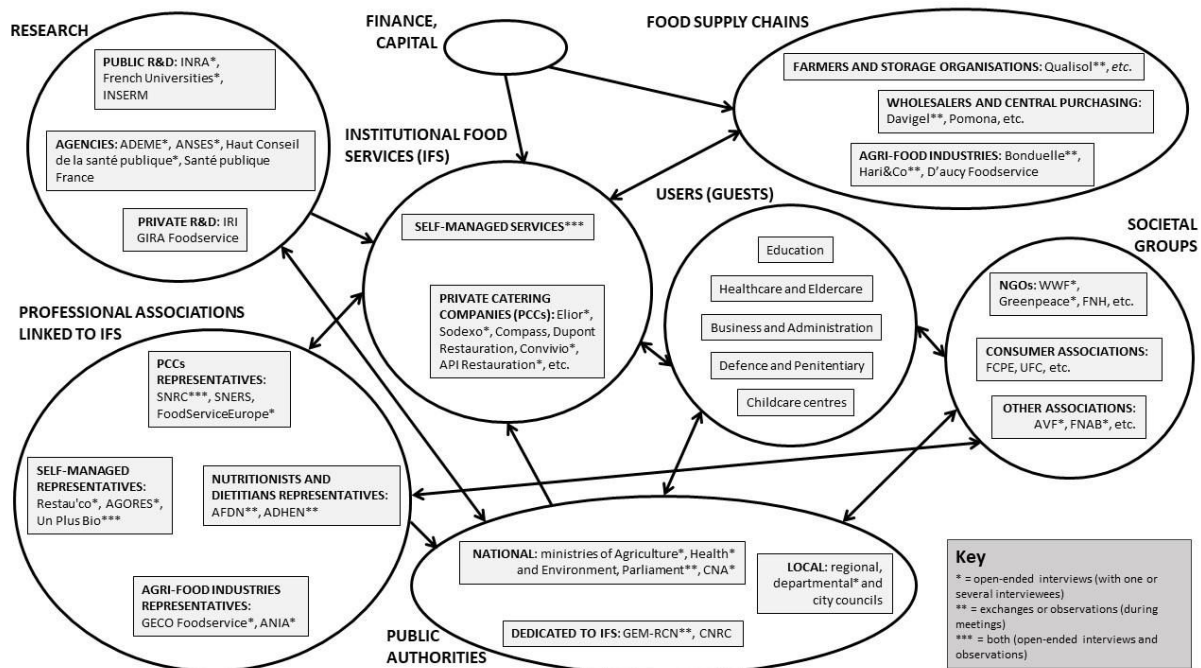 RESEARCH
PUBLIC R&D: INRA*,
French Universities*,
INSERM
AGENCIES: ADEME*, ANSES*, Haut Conseil
de la santé publique*, Santé publique
France
PRIVATE R&D: IRI
GIRA Foodservice
FINANCE,
CAPITAL
FOOD SUPPLY CHAINS
FARMERS AND STORAGE ORGANISATIONS: Qualisol**, etc.
WHOLESALERS AND CENTRAL PURCHASING:
Davigel**, Pomona, etc.
AGRI-FOOD INDUSTRIES: Bonduelle**,
Hari&Co**, D'aucy Foodservice
INSTITUTIONAL FOOD
SERVICES (IFS)
SELF-MANAGED SERVICES***
PRIVATE CATERING
COMPANIES (PCCs): Elior*,
Sodexo*, Compass, Dupont
Restauration, Convivio*,
API Restauration*, etc.
USERS (GUESTS)
Education
Healthcare and Eldercare
Business and Administration
Defence and Penitentiary
Childcare centres
SOCIETAL
GROUPS
NGOs: WWF*,
Greenpeace*, FNH, etc.
CONSUMER ASSOCIATIONS:
FCPE, UFC, etc.
OTHER ASSOCIATIONS:
AVF*, FNAB*, etc.
PROFESSIONAL ASSOCIATIONS
LINKED TO IFS
PCCs
REPRESENTATIVES:
SNRC***, SNERS,
FoodServiceEurope*
SELF-MANAGED
REPRESENTATIVES:
Restau'co*, AGORES*,
Un Plus Bio***
NUTRITIONISTS AND
DIETITIANS REPRESENTATIVES:
AFDN**, ADHEN**
AGRI-FOOD INDUSTRIES
REPRESENTATIVES:
GECO Foodservice*, ANIA*
NATIONAL: ministries of Agriculture*, Health*
and Environment, Parliament**, CNA*
LOCAL: regional,
departmental* and
city councils
DEDICATED TO IFS: GEM-RCN**, CNRC
PUBLIC
AUTHORITIES
Key
* = open-ended interviews (with one or
several interviewees)
** = exchanges or observations (during
meetings)
*** = both (open-ended interviews and
observations)